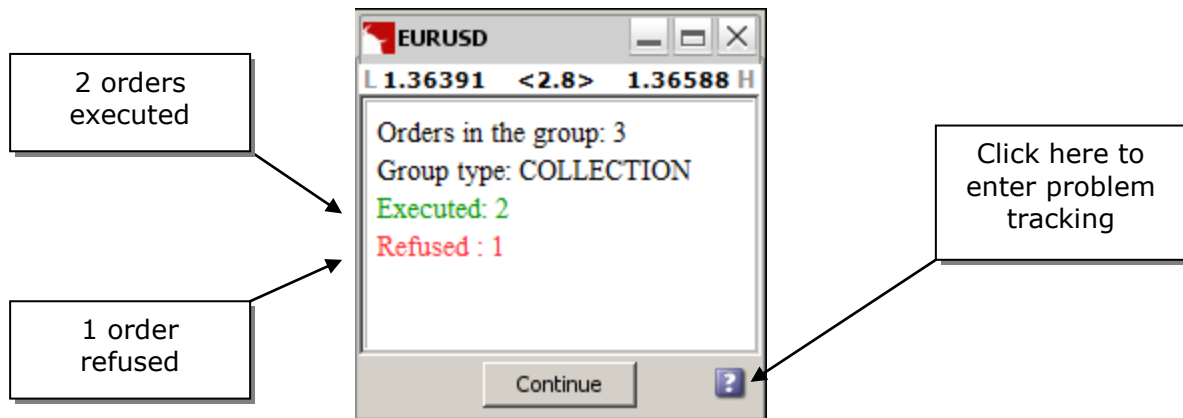 EURUSD
L 1.36391 <2.8> 1.36588 H
2 orders
executed
Orders in the group: 3
Group type: COLLECTION
Executed: 2
Refused : 1
Click here to
enter problem
tracking
1 order
refused
Continue
?